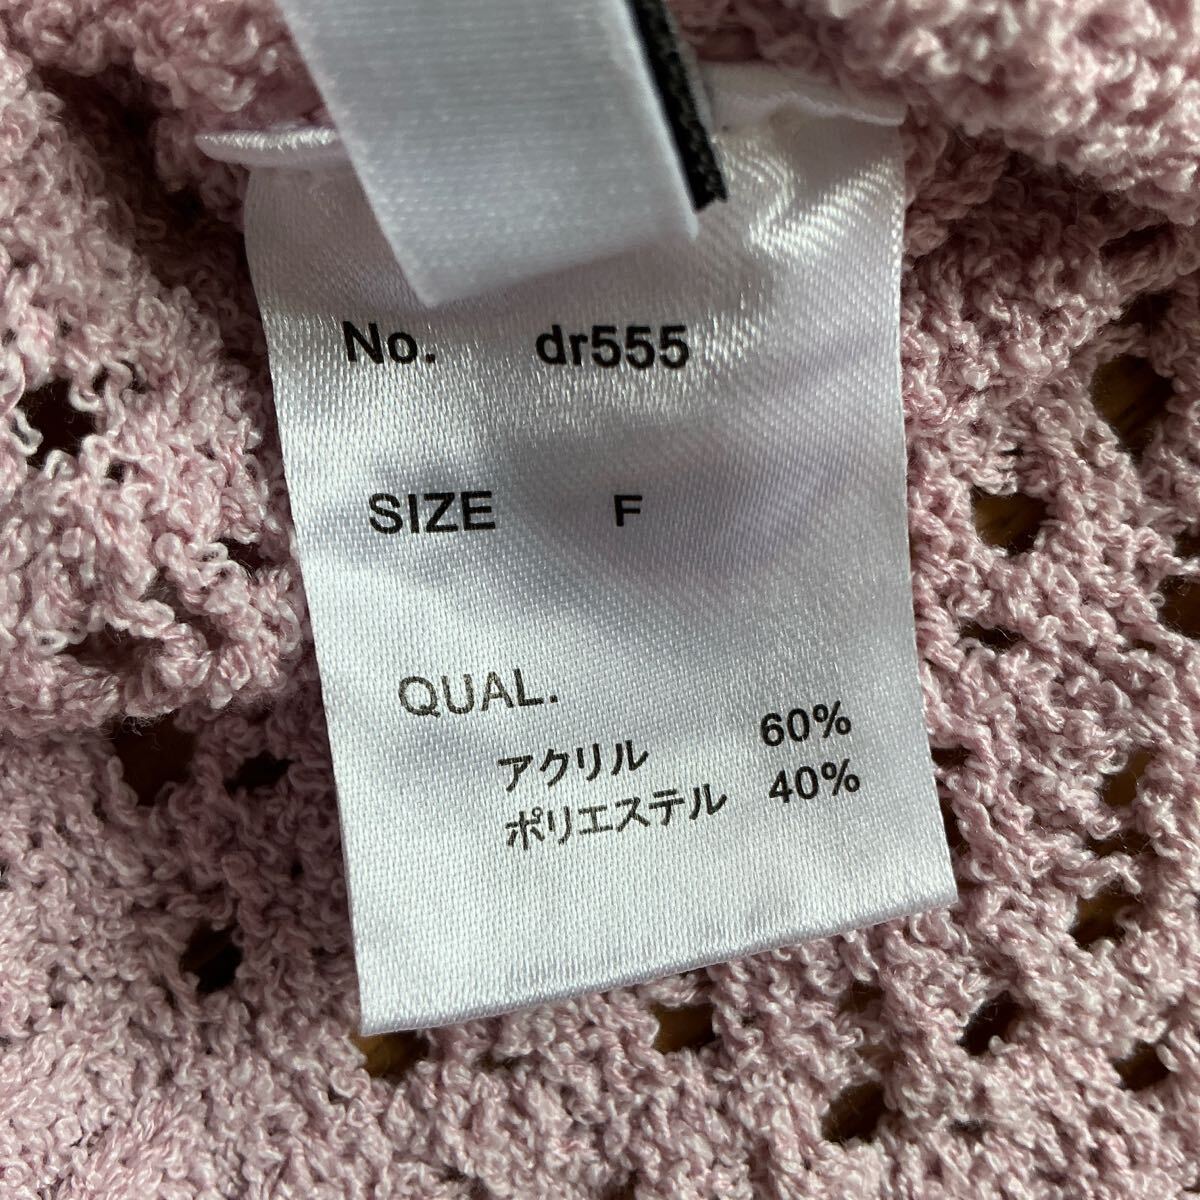 No. dr555
SIZE F
QUAL.
アクリル 60%
ポリエステル 40%